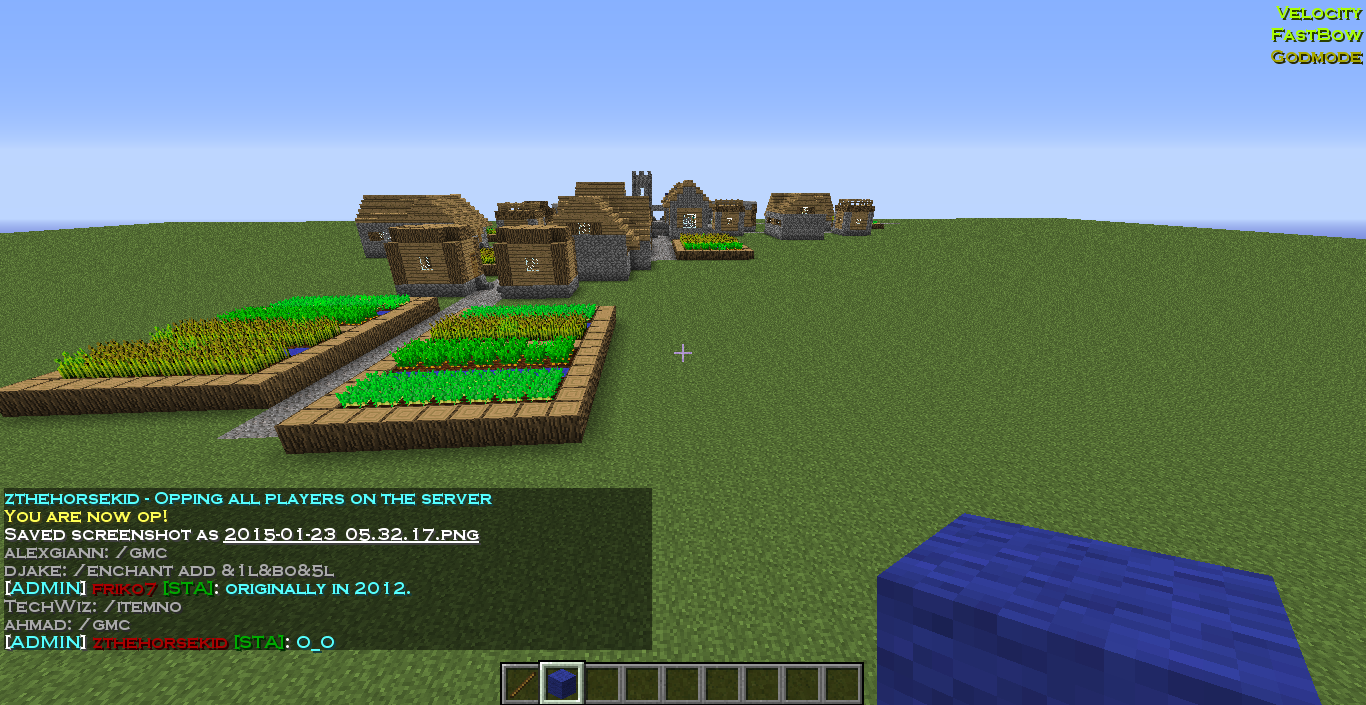 Velocity
FastBow
Godmode
zthehorsekid - Opping all players on the server
You are now op!
Saved screenshot as 2015-01-23_05.32.17.png
alexgiann: /gmc
djake: /enchant add &1l&bo&5l
[ADMIN] frik07 [STA]: originally in 2012.
TechWiz: /itemno
ahmad: /gmc
[ADMIN] zthehorsekid [STA]: O_O